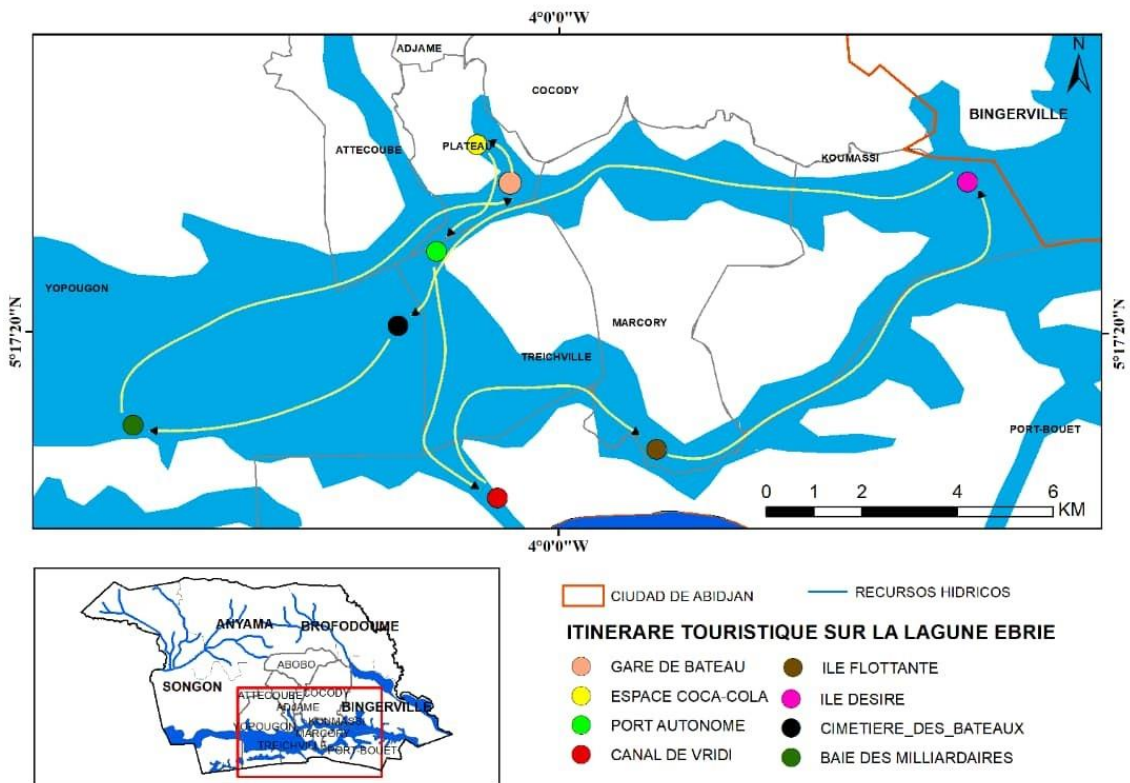 4°0'0"W
ADJAME
COCODY
N
BINGERVILLE
ATTECOUBE
PLATEAU
KOUMASSI
YOPOUGON
5°17'20"N
MARCORY
5°17'20"N
TREICHVILLE
PORT-BOUET
0 1 2 4 6
KM
4°0'0"W
ANYAMA
BROFODOUME
ABOBO
SONGON
ATTECOUBE
COCODY
ADJAME
BINGERVILLE
YOPOUGON
KOUMASSI
MARCORY
TREICHVILLE
PORT-BOUET
CIUDAD DE ABIDJAN
RECURSOS HIDRICOS
ITINERARE TOURISTIQUE SUR LA LAGUNE EBRIE
GARE DE BATEAU
ESPACE COCA-COLA
PORT AUTONOME
CANAL DE VRIDI
ILE FLOTTANTE
ILE DESIRE
CIMETIERE_DES_BATEAUX
BAIE DES MILLIARDAIRES